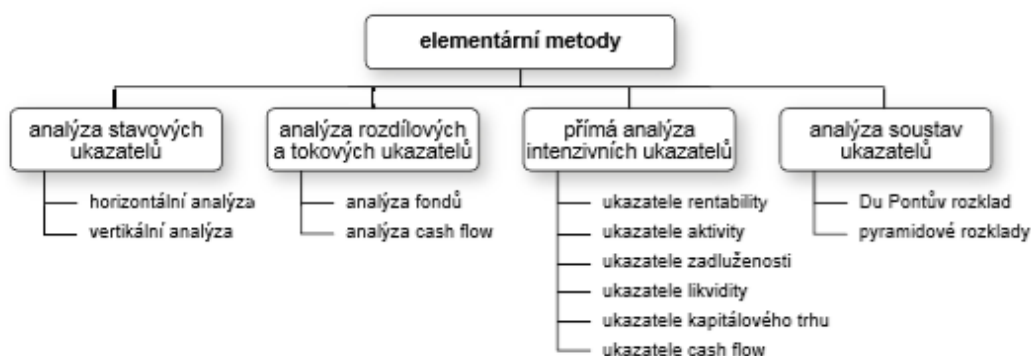 elementární metody
analýza stavových
ukazatelů
horizontální analýza
vertikální analýza
analýza rozdílových
a tokových ukazatelů
analýza fondů
analýza cash flow
přímá analýza
intenzivních ukazatelů
ukazatele rentability
ukazatele aktivity
ukazatele zadluženosti
ukazatele likvidity
ukazatele kapitálového trhu
ukazatele cash flow
analýza soustav
ukazatelů
Du Pontův rozklad
pyramidové rozklady